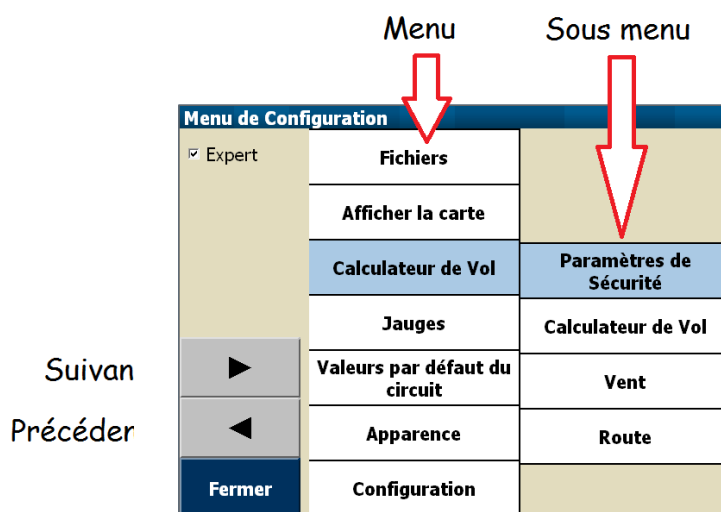 Menu
Sous menu
Menu de Configuration
Expert
Fichiers
Afficher la carte
Calculateur de Vol
Paramètres de
Sécurité
Jauges
Calculateur de Vol
Suivan
Valeurs par défaut du
circuit
Vent
Précéder
Apparence
Route
Fermer
Configuration